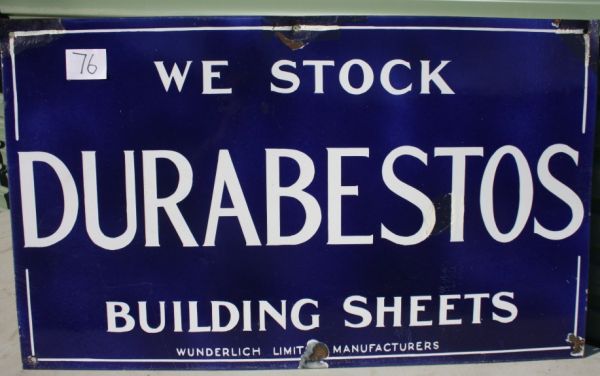 76
WE STOCK
DURABESTOS
BUILDING SHEETS
WUNDERLICH LIMIT MANUFACTURERS